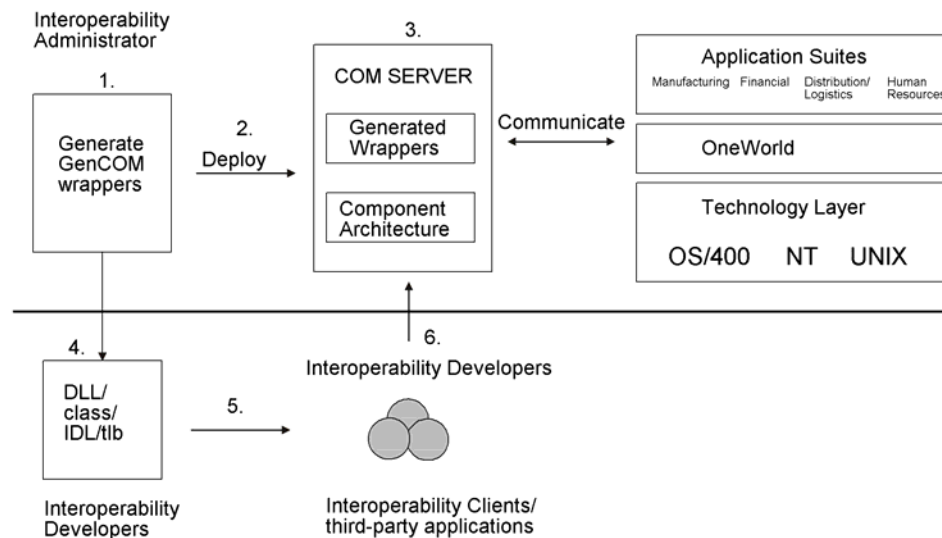 Interoperability
Administrator
1.
Generate
GenCOM
wrappers
2.
Deploy
3.
COM SERVER
Generated
Wrappers
Component
Architecture
Communicate
Application Suites
Manufacturing Financial Distribution/ Human
Logistics Resources
OneWorld
Technology Layer
OS/400 NT UNIX
4.
DLL/
class/
IDL/tlb
Interoperability
Developers
5.
6.
Interoperability Developers
Interoperability Clients/
third-party applications